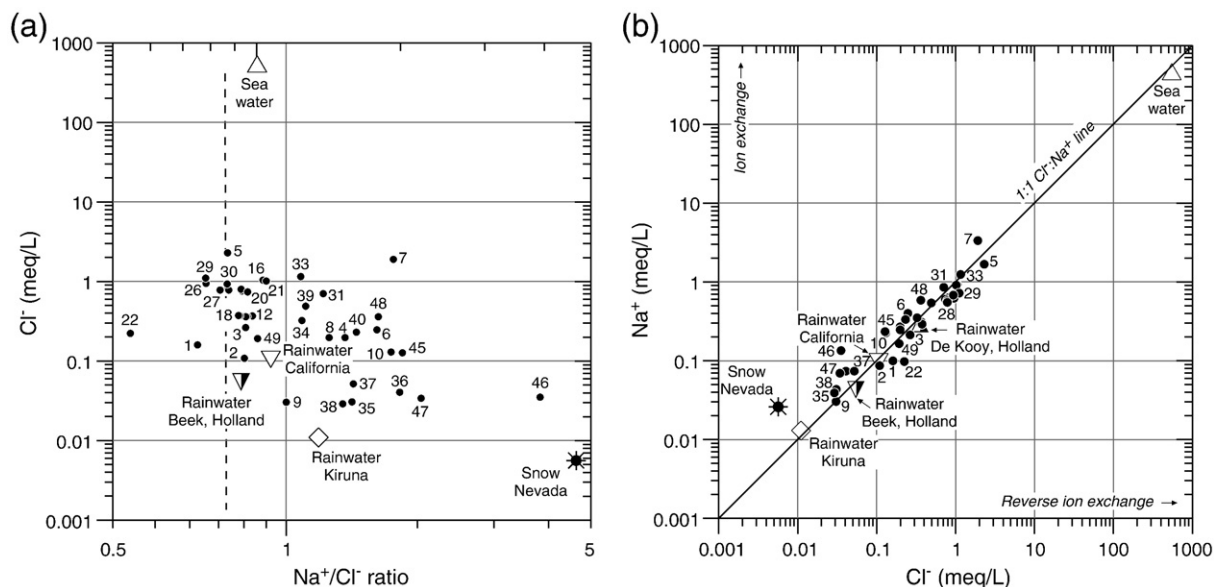 (a)
1000
100
10
1
0.1
0.01
0.001
Cl⁻ (meq/L)
0.5
1
5
Na⁺/Cl⁻ ratio
Sea
water
5
7
29
30
16
33
26
21
31
27
20
39
48
22
18
12
8
4
40
34
6
3
49
1
2
Rainwater
California
10
45
Rainwater
Beek, Holland
37
36
46
9
38
35
47
Rainwater
Kiruna
Snow
Nevada
(b)
1000
100
10
1
0.1
0.01
0.001
Na⁺ (meq/L)
0.001
0.01
0.1
1
10
100
1000
Cl⁻ (meq/L)
Ion exchange
Sea
water
1:1 Cl⁻:Na⁺ line
7
5
31
33
48
29
6
28
45
Rainwater
De Kooy, Holland
Rainwater
California
10
3
46
37
49
47
2
1
22
Snow
Nevada
38
35
9
Rainwater
Beek, Holland
Rainwater
Kiruna
Reverse ion exchange